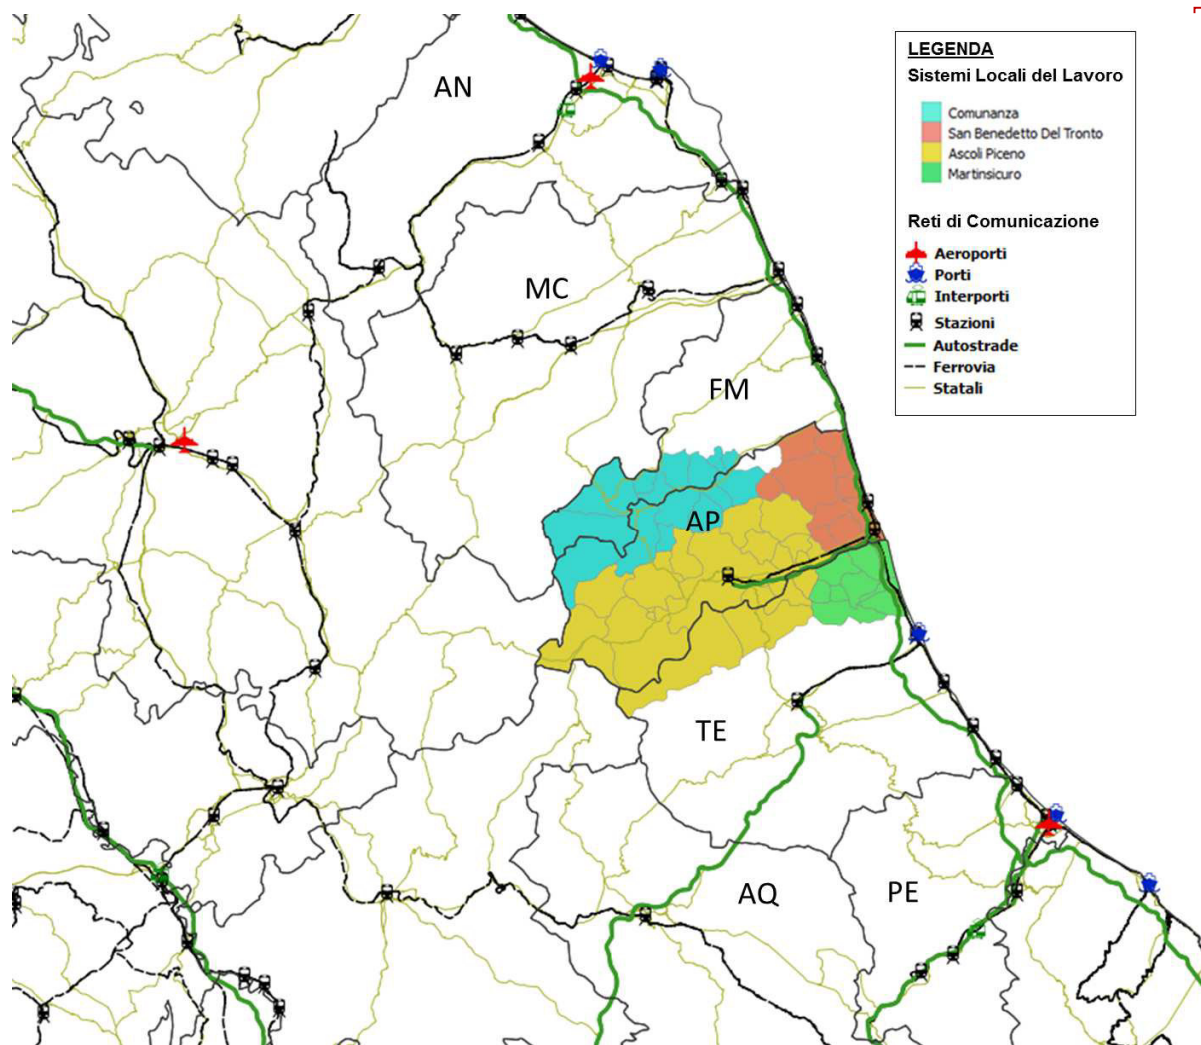 LEGENDA
Sistemi Locali del Lavoro
Comunanza
San Benedetto Del Tronto
Ascoli Piceno
Martinsicuro
Reti di Comunicazione
Aeroporti
Porti
Interporti
Stazioni
Autostrade
Ferrovia
Statali
AN
MC
FM
AP
TE
AQ
PE